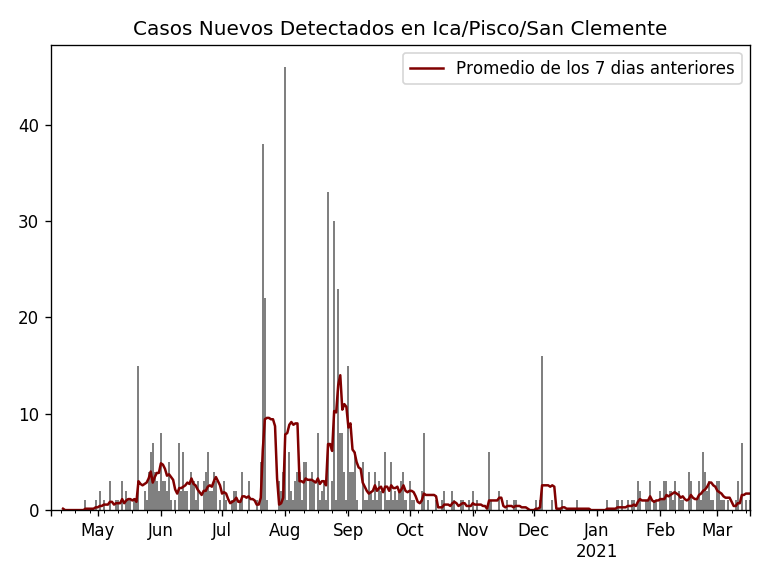 Casos Nuevos Detectados en Ica/Pisco/San Clemente
Promedio de los 7 dias anteriores
40
30
20
10
0
May Jun Jul Aug Sep Oct Nov Dec Jan Feb Mar
2021